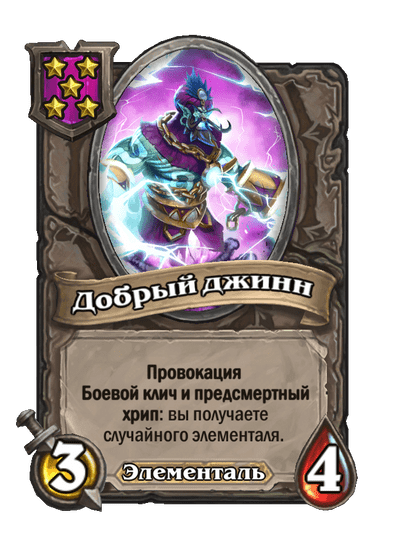 Добрый джинн
Провокация
Боевой клич и предсмертный
хрип: вы получаете
случайного элементаля.
3
Элементаль
4